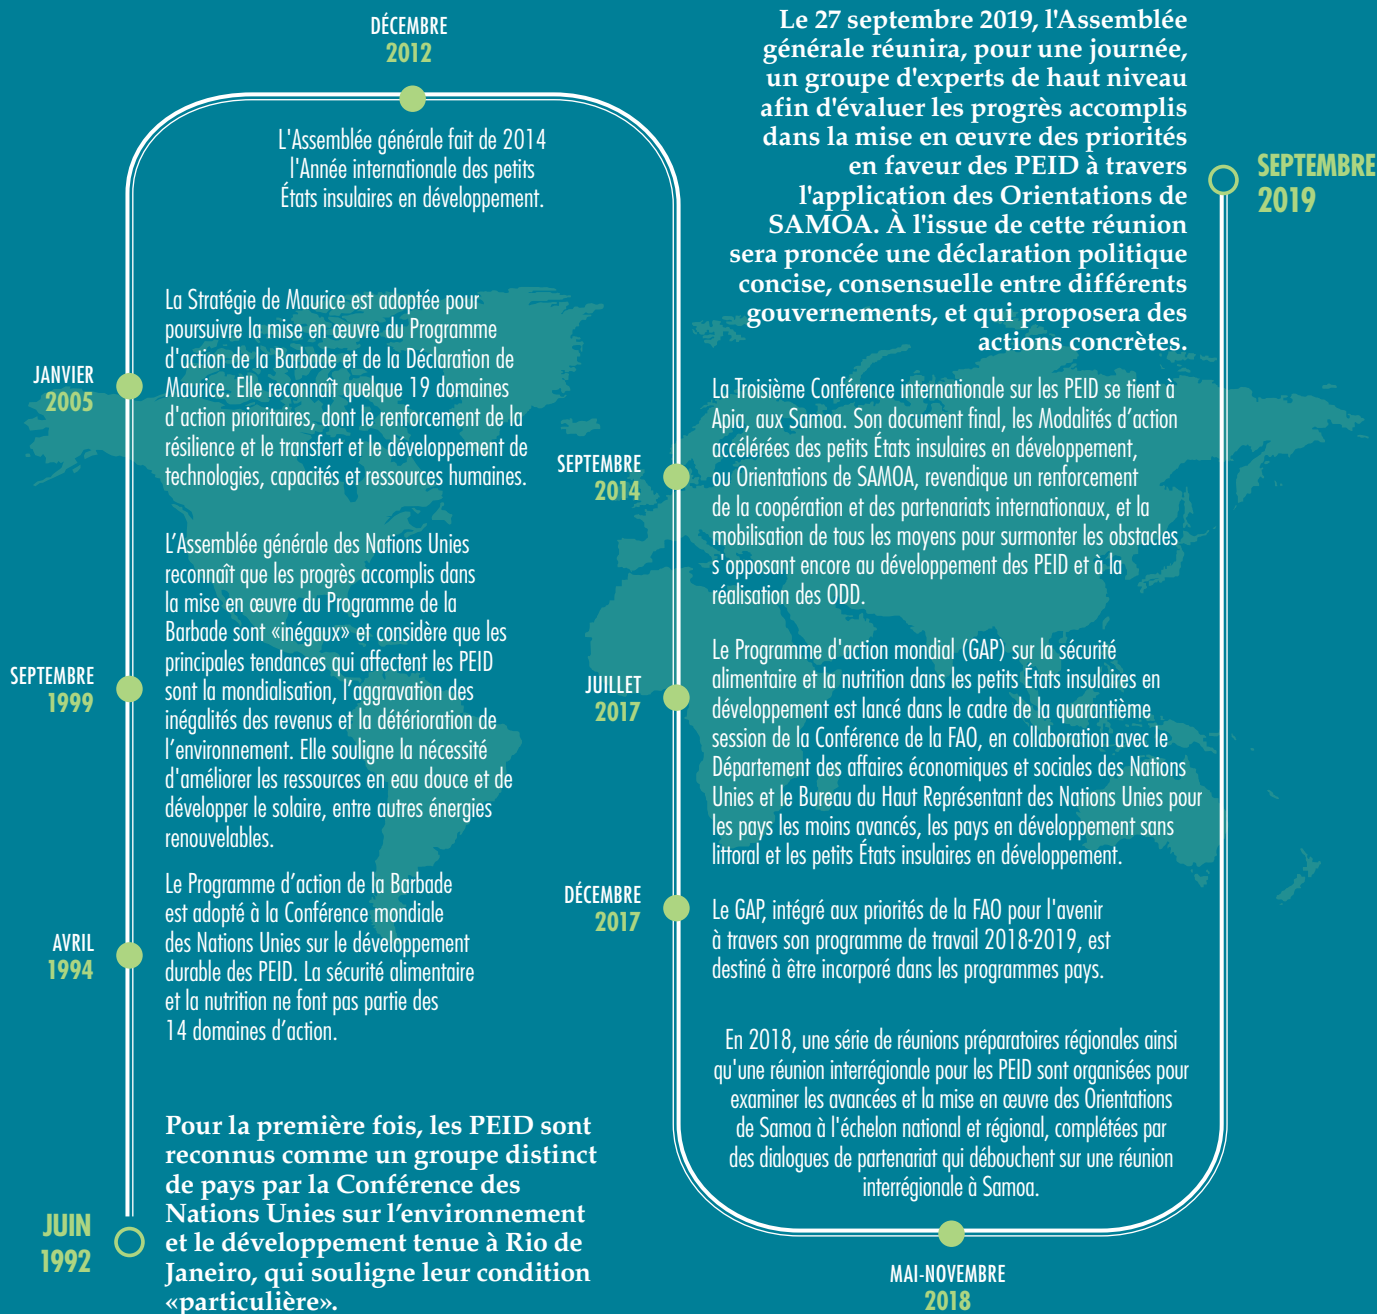 DÉCEMBRE
2012
L'Assemblée générale fait de 2014
l'Année internationale des petits
États insulaires en développement.
JANVIER
2005
La Stratégie de Maurice est adoptée pour
poursuivre la mise en œuvre du Programme
d'action de la Barbade et de la Déclaration de
Maurice. Elle reconnaît quelque 19 domaines
d'action prioritaires, dont le renforcement de la
résilience et le transfert et le développement de
technologies, capacités et ressources humaines.
SEPTEMBRE
1999
L’Assemblée générale des Nations Unies
reconnaît que les progrès accomplis dans
la mise en œuvre du Programme de la
Barbade sont «inégaux» et considère que les
principales tendances qui affectent les PEID
sont la mondialisation, l’aggravation des
inégalités des revenus et la détérioration de
l’environnement. Elle souligne la nécessité
d'améliorer les ressources en eau douce et de
développer le solaire, entre autres énergies
renouvelables.
AVRIL
1994
Le Programme d’action de la Barbade
est adopté à la Conférence mondiale
des Nations Unies sur le développement
durable des PEID. La sécurité alimentaire
et la nutrition ne font pas partie des
14 domaines d’action.
JUIN
1992
Pour la première fois, les PEID sont
reconnus comme un groupe distinct
de pays par la Conférence des
Nations Unies sur l’environnement
et le développement tenue à Rio de
Janeiro, qui souligne leur condition
«particulière».
Le 27 septembre 2019, l'Assemblée
générale réunira, pour une journée,
un groupe d'experts de haut niveau
afin d'évaluer les progrès accomplis
dans la mise en œuvre des priorités
en faveur des PEID à travers
l'application des Orientations de
SAMOA. À l'issue de cette réunion
sera proncée une déclaration politique
concise, consensuelle entre différents
gouvernements, et qui proposera des
actions concrètes.
SEPTEMBRE
2019
SEPTEMBRE
2014
La Troisième Conférence internationale sur les PEID se tient à
Apia, aux Samoa. Son document final, les Modalités d’action
accélérées des petits États insulaires en développement,
ou Orientations de SAMOA, revendique un renforcement
de la coopération et des partenariats internationaux, et la
mobilisation de tous les moyens pour surmonter les obstacles
s'opposant encore au développement des PEID et à la
réalisation des ODD.
JUILLET
2017
Le Programme d'action mondial (GAP) sur la sécurité
alimentaire et la nutrition dans les petits États insulaires en
développement est lancé dans le cadre de la quarantième
session de la Conférence de la FAO, en collaboration avec le
Département des affaires économiques et sociales des Nations
Unies et le Bureau du Haut Représentant des Nations Unies pour
les pays les moins avancés, les pays en développement sans
littoral et les petits États insulaires en développement.
DÉCEMBRE
2017
Le GAP, intégré aux priorités de la FAO pour l'avenir
à travers son programme de travail 2018-2019, est
destiné à être incorporé dans les programmes pays.
En 2018, une série de réunions préparatoires régionales ainsi
qu'une réunion interrégionale pour les PEID sont organisées pour
examiner les avancées et la mise en œuvre des Orientations
de Samoa à l'échelon national et régional, complétées par
des dialogues de partenariat qui débouchent sur une réunion
interrégionale à Samoa.
MAI-NOVEMBRE
2018